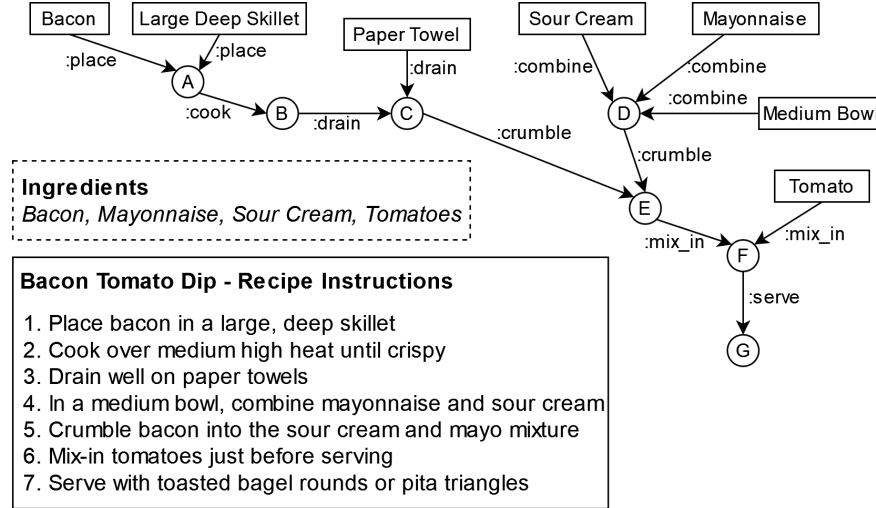 Bacon
Large Deep Skillet
Paper Towel
Sour Cream
Mayonnaise
:place
:place
A
:drain
:combine
:combine
:combine
:cook
B
:drain
C
D
Medium Bowl
:crumble
:crumble
Ingredients
Bacon, Mayonnaise, Sour Cream, Tomatoes
Tomato
E
:mix_in
:mix_in
F
:serve
G
Bacon Tomato Dip - Recipe Instructions
1. Place bacon in a large, deep skillet
2. Cook over medium high heat until crispy
3. Drain well on paper towels
4. In a medium bowl, combine mayonnaise and sour cream
5. Crumble bacon into the sour cream and mayo mixture
6. Mix-in tomatoes just before serving
7. Serve with toasted bagel rounds or pita triangles